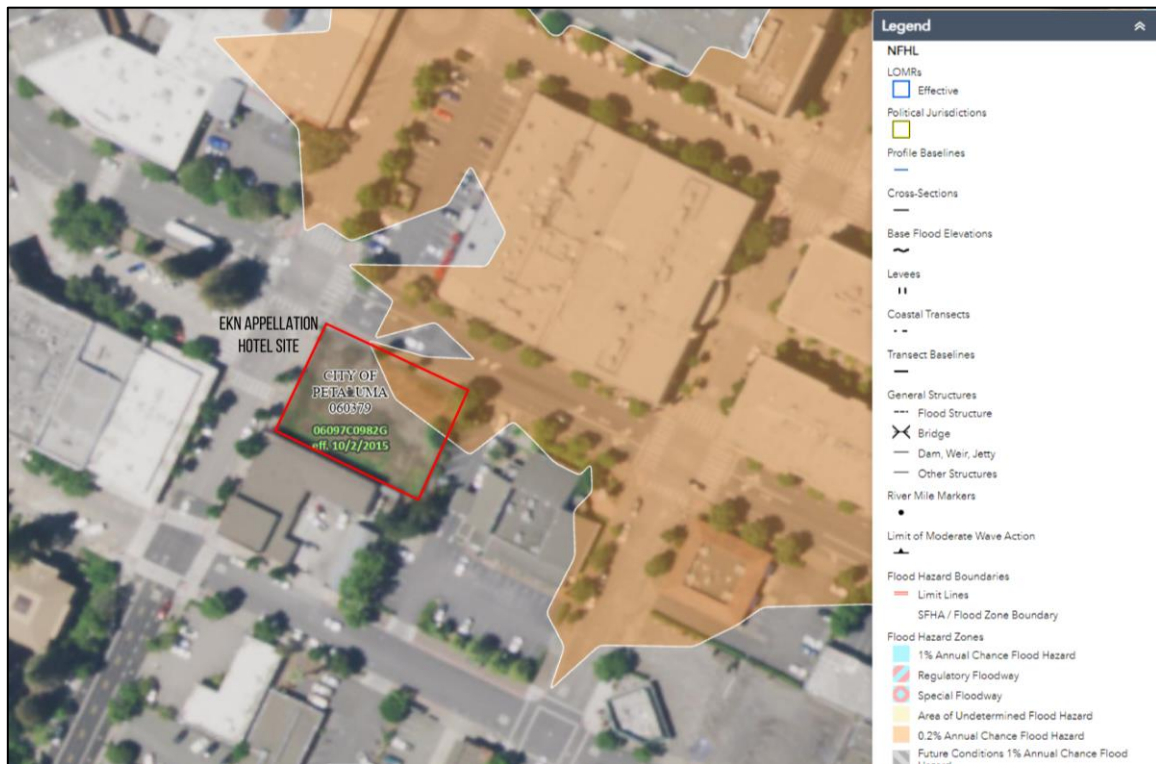 EKN APPELLATION
HOTEL SITE
CITY OF
PETALUMA
060379
06097C0982G
eff. 10/2/2015
Legend
NFHL
LOMRs
Effective
Political Jurisdictions
Profile Baselines
Cross-Sections
Base Flood Elevations
Levees
Coastal Transects
Transect Baselines
General Structures
Flood Structure
Bridge
Dam, Weir, Jetty
Other Structures
River Mile Markers
Limit of Moderate Wave Action
Flood Hazard Boundaries
Limit Lines
SFHA / Flood Zone Boundary
Flood Hazard Zones
1% Annual Chance Flood Hazard
Regulatory Floodway
Special Floodway
Area of Undetermined Flood Hazard
0.2% Annual Chance Flood Hazard
Future Conditions 1% Annual Chance Flood